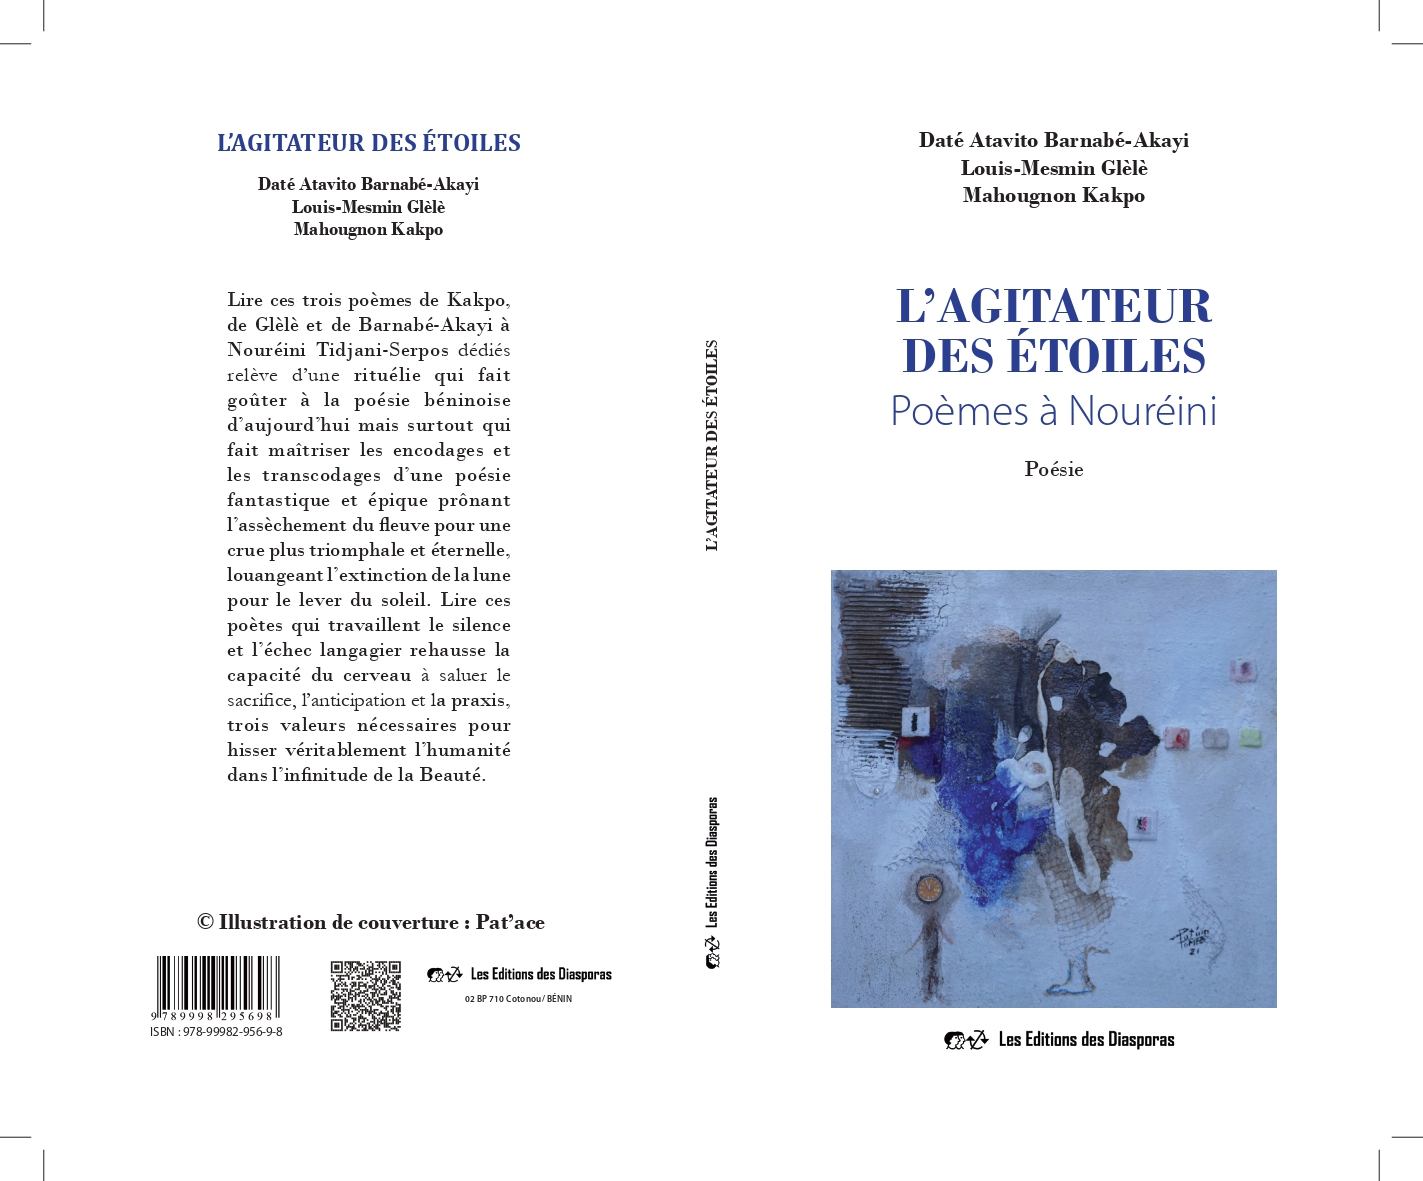 L'AGITATEUR DES ÉTOILES
Daté Atavito Barnabé-Akayi
Louis-Mesmin Glèlè
Mahougnon Kakpo
Lire ces trois poèmes de Kakpo,
de Glèlè et de Barnabé-Akayi à
Nouréini Tidjani-Serpos dédiés
relève d'une rituélie qui fait
goûter à la poésie béninoise
d'aujourd'hui mais surtout qui
fait maîtriser les encodages et
les transcodages d'une poésie
fantastique et épique prônant
l'assèchement du fleuve pour une
crue plus triomphale et éternelle,
louangeant l'extinction de la lune
pour le lever du soleil. Lire ces
poètes qui travaillent le silence
et l'échec langagier rehausse la
capacité du cerveau à saluer le
sacrifice, l'anticipation et la praxis,
trois valeurs nécessaires pour
hisser véritablement l'humanité
dans l'infinitude de la Beauté.
© Illustration de couverture : Pat'ace
9 789998 295698
ISBN : 978-99982-956-9-8
Les Editions des Diasporas
02 BP 710 Cotonou/ BÉNIN
L'AGITATEUR DES ÉTOILES
Les Editions des Diasporas
Daté Atavito Barnabé-Akayi
Louis-Mesmin Glèlè
Mahougnon Kakpo
L'AGITATEUR
DES ÉTOILES
Poèmes à Nouréini
Poésie
21
Les Editions des Diasporas